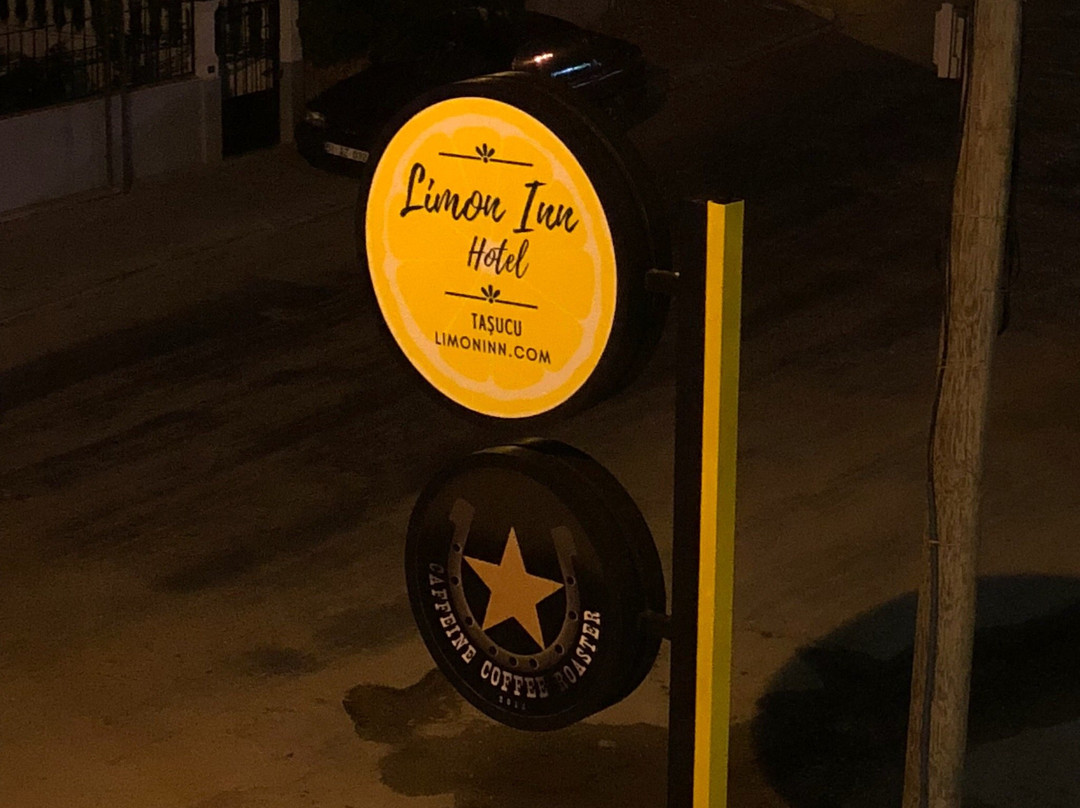 Limon Inn
Hotel
TAŞUCU
LIMONINN.COM
CAFFEINE COFFEE ROASTER